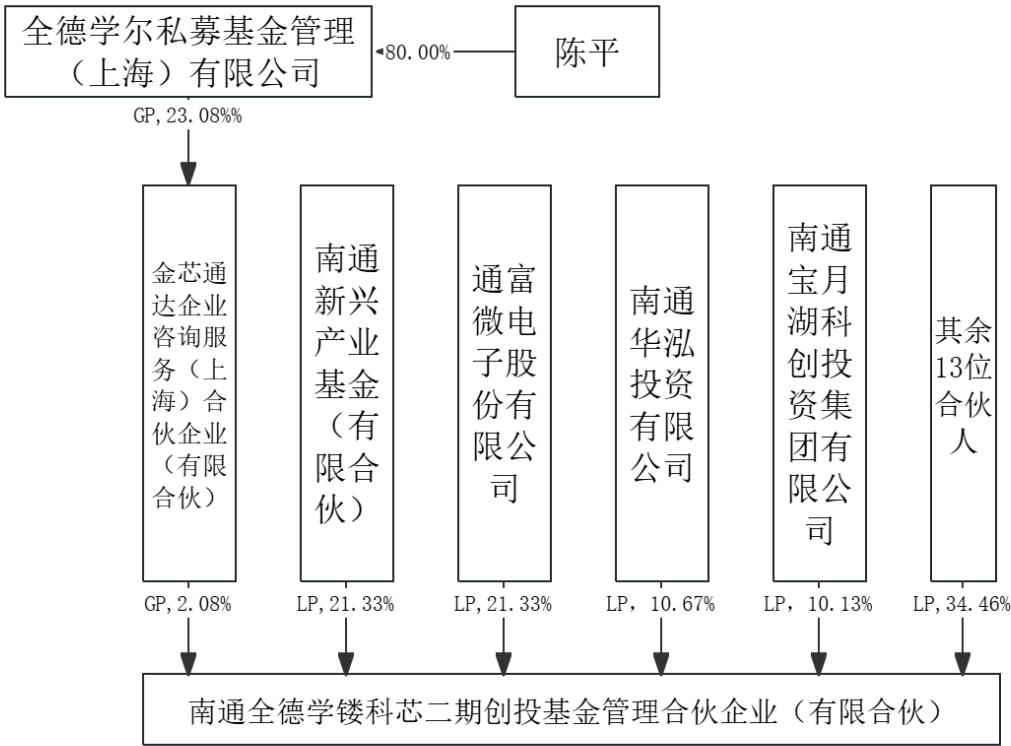 全德学尔私募基金管理
（上海）有限公司
80.00%
陈平
GP,23.08%%
金芯通
达企业
咨询服
务（上
海）合
伙企业
（有限
合伙）
南通
新兴
产业
基金
（有
限合
伙）
通富
微电
子股
份有
限公
司
南通
华泓
投资
有限
公司
南通
宝月
湖科
创投
资集
团有
限公
司
其余
13位
合伙
人
GP,2.08%
LP,21.33%
LP,21.33%
LP，10.67%
LP，10.13%
LP,34.46%
南通全德学镂科芯二期创投基金管理合伙企业（有限合伙）